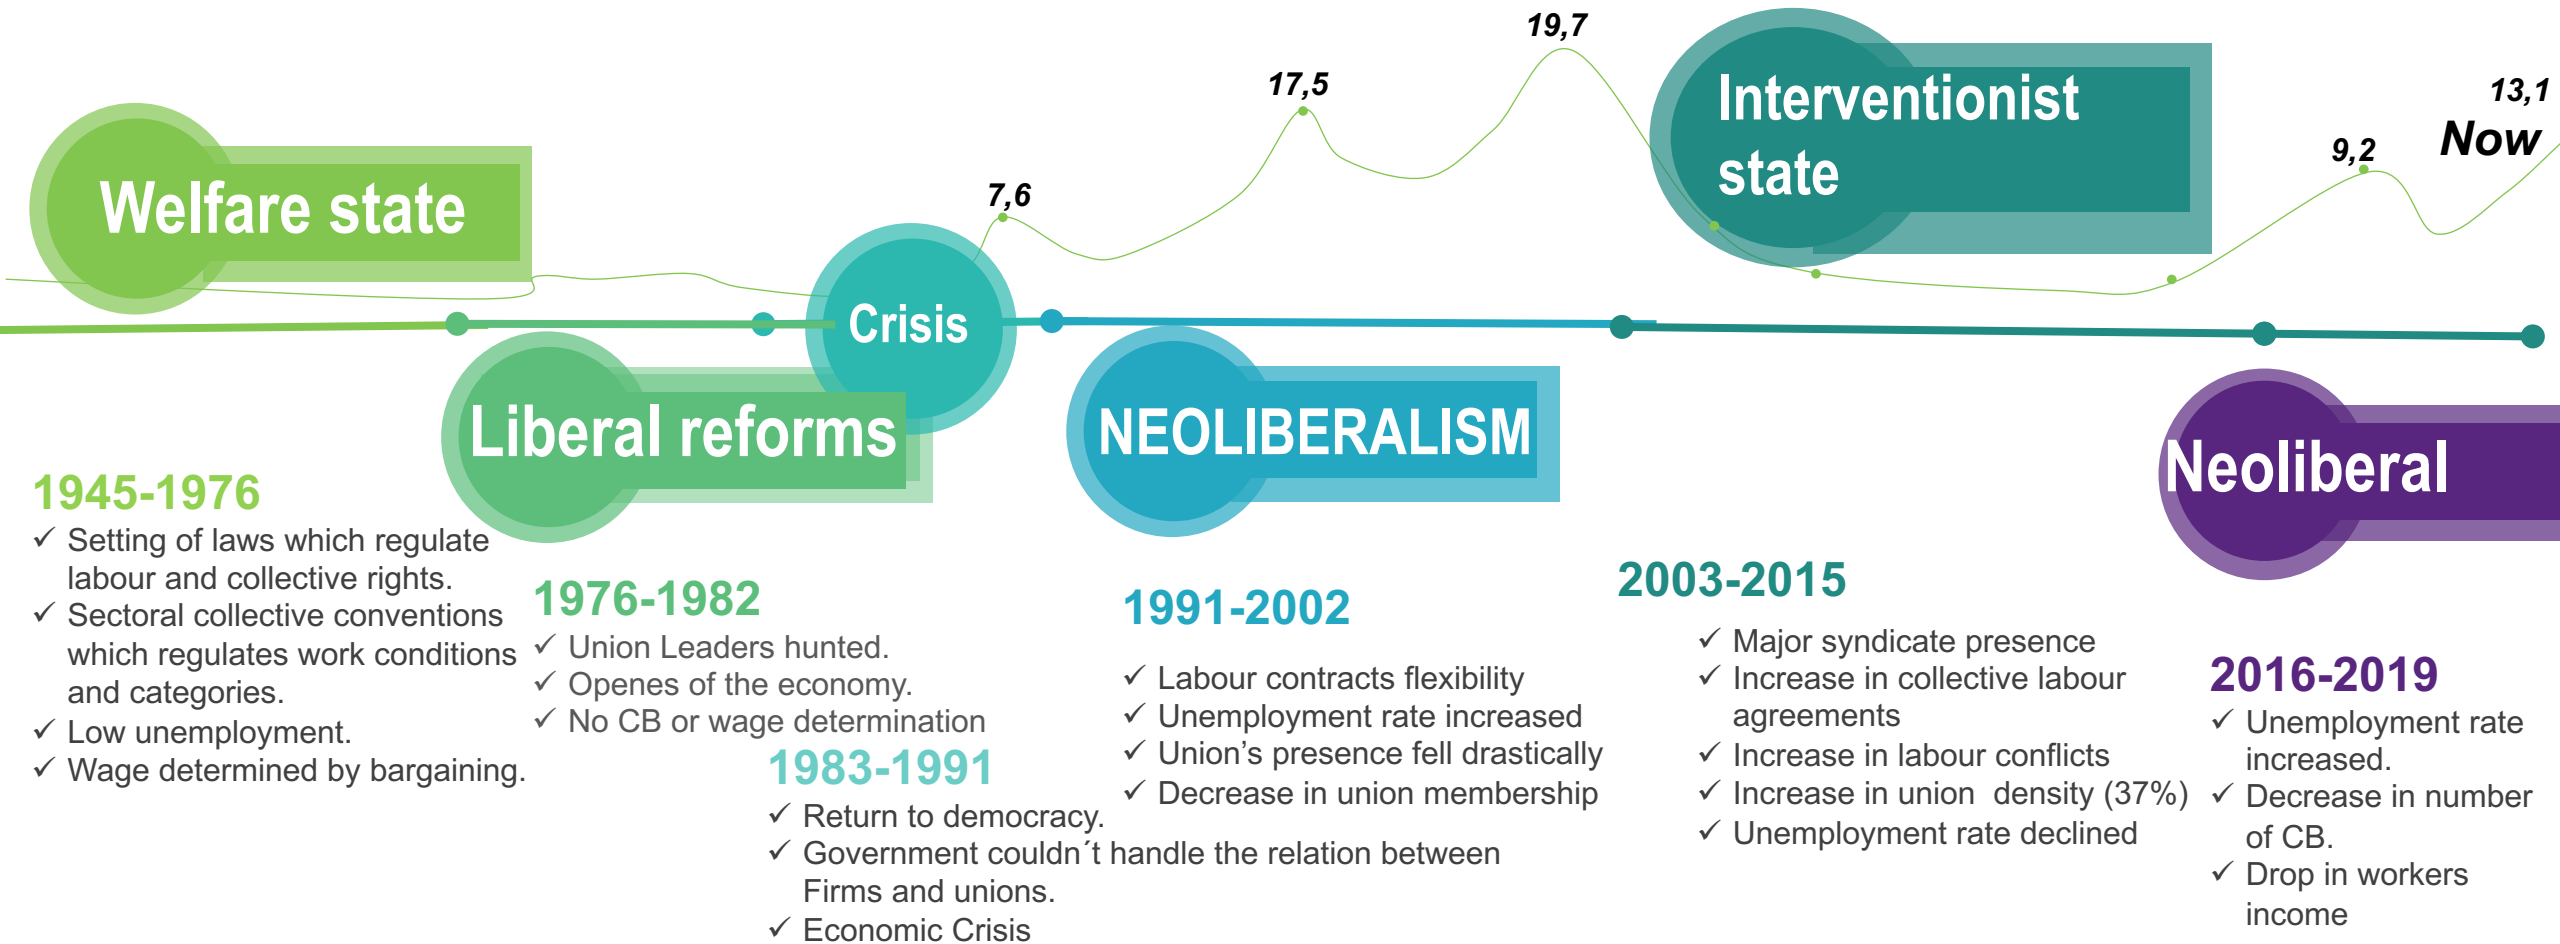 19,7
17,5
13,1
Now
9,2
7,6
Welfare state
Interventionist
state
Crisis
Liberal reforms
NEOLIBERALISM
Neoliberal
1945-1976
✓ Setting of laws which regulate
labour and collective rights.
✓ Sectoral collective conventions
which regulates work conditions
and categories.
✓ Low unemployment.
✓ Wage determined by bargaining.
1976-1982
✓ Union Leaders hunted.
✓ Openes of the economy.
✓ No CB or wage determination
1983-1991
✓ Return to democracy.
✓ Government couldn´t handle the relation between
Firms and unions.
✓ Economic Crisis
1991-2002
✓ Labour contracts flexibility
✓ Unemployment rate increased
✓ Union’s presence fell drastically
✓ Decrease in union membership
2003-2015
✓ Major syndicate presence
✓ Increase in collective labour
agreements
✓ Increase in labour conflicts
✓ Increase in union density (37%)
✓ Unemployment rate declined
2016-2019
✓ Unemployment rate
increased.
✓ Decrease in number
of CB.
✓ Drop in workers
income